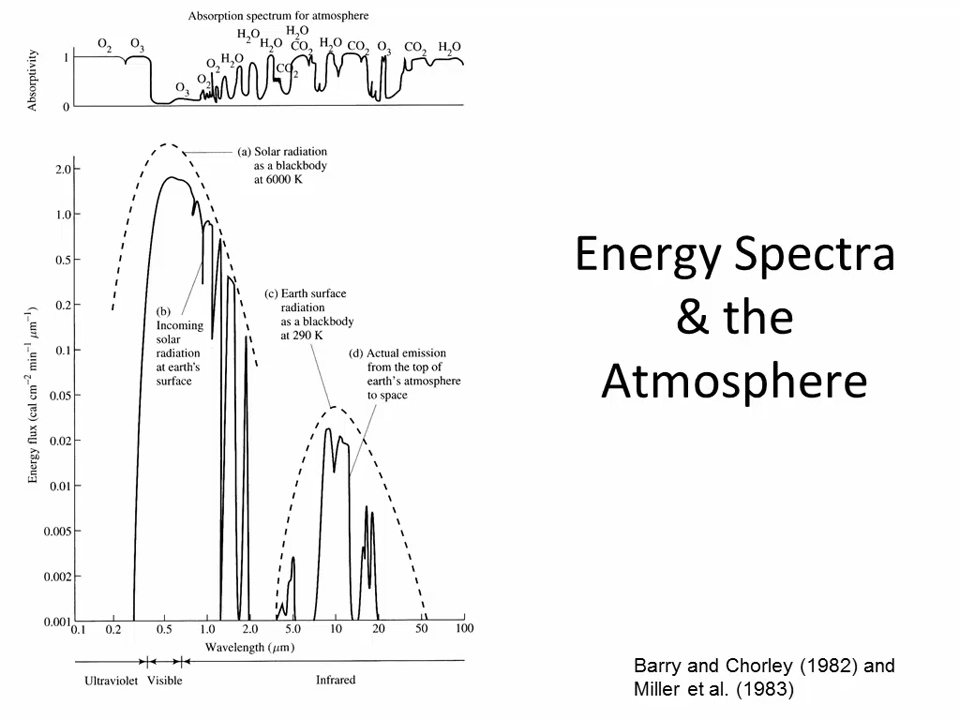 Absorption spectrum for atmosphere
Absorptivity
1
0
O2
O3
O3
O2
O2
H2O
H2O
H2O
CO2
H2O
CO2
H2O
CO2
O3
CO2
H2O
Energy flux (cal cm−2 min−1 μm−1)
2.0
1.0
0.5
0.2
0.1
0.05
0.02
0.01
0.005
0.002
0.001
(a) Solar radiation
as a blackbody
at 6000 K
(b)
Incoming
solar
radiation
at earth's
surface
(c) Earth surface
radiation
as a blackbody
at 290 K
(d) Actual emission
from the top of
earth's atmosphere
to space
0.1 0.2 0.5 1.0 2.0 5.0 10 20 50 100
Wavelength (μm)
Ultraviolet Visible Infrared
Energy Spectra
& the
Atmosphere
Barry and Chorley (1982) and
Miller et al. (1983)